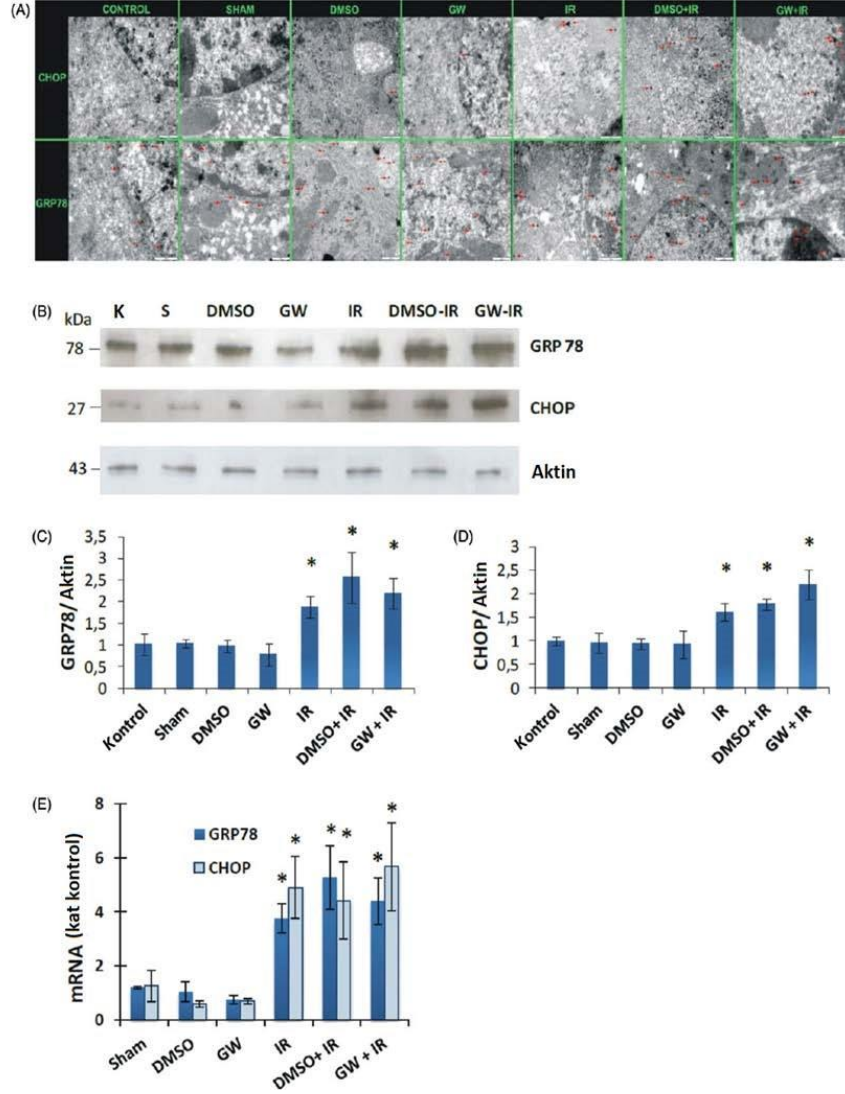 (A)
CONTROL SHAM DMSO GW IR DMSO+IR GW+IR
CHOP
GRP78
(B)
kDa K S DMSO GW IR DMSO-IR GW-IR
78 GRP 78
27 CHOP
43 Aktin
(C)
GRP78/Aktin
3,5
3
2,5
2
1,5
1
0,5
0
Kontrol Sham DMSO GW IR DMSO+ IR GW + IR
* * *
(D)
CHOP/Aktin
3
2,5
2
1,5
1
0,5
0
Kontrol Sham DMSO GW IR DMSO+ IR GW + IR
* * *
(E)
mRNA (kat kontrol)
8
6
4
2
0
GRP78
CHOP
* * * * * *
Sham DMSO GW IR DMSO+ IR GW + IR